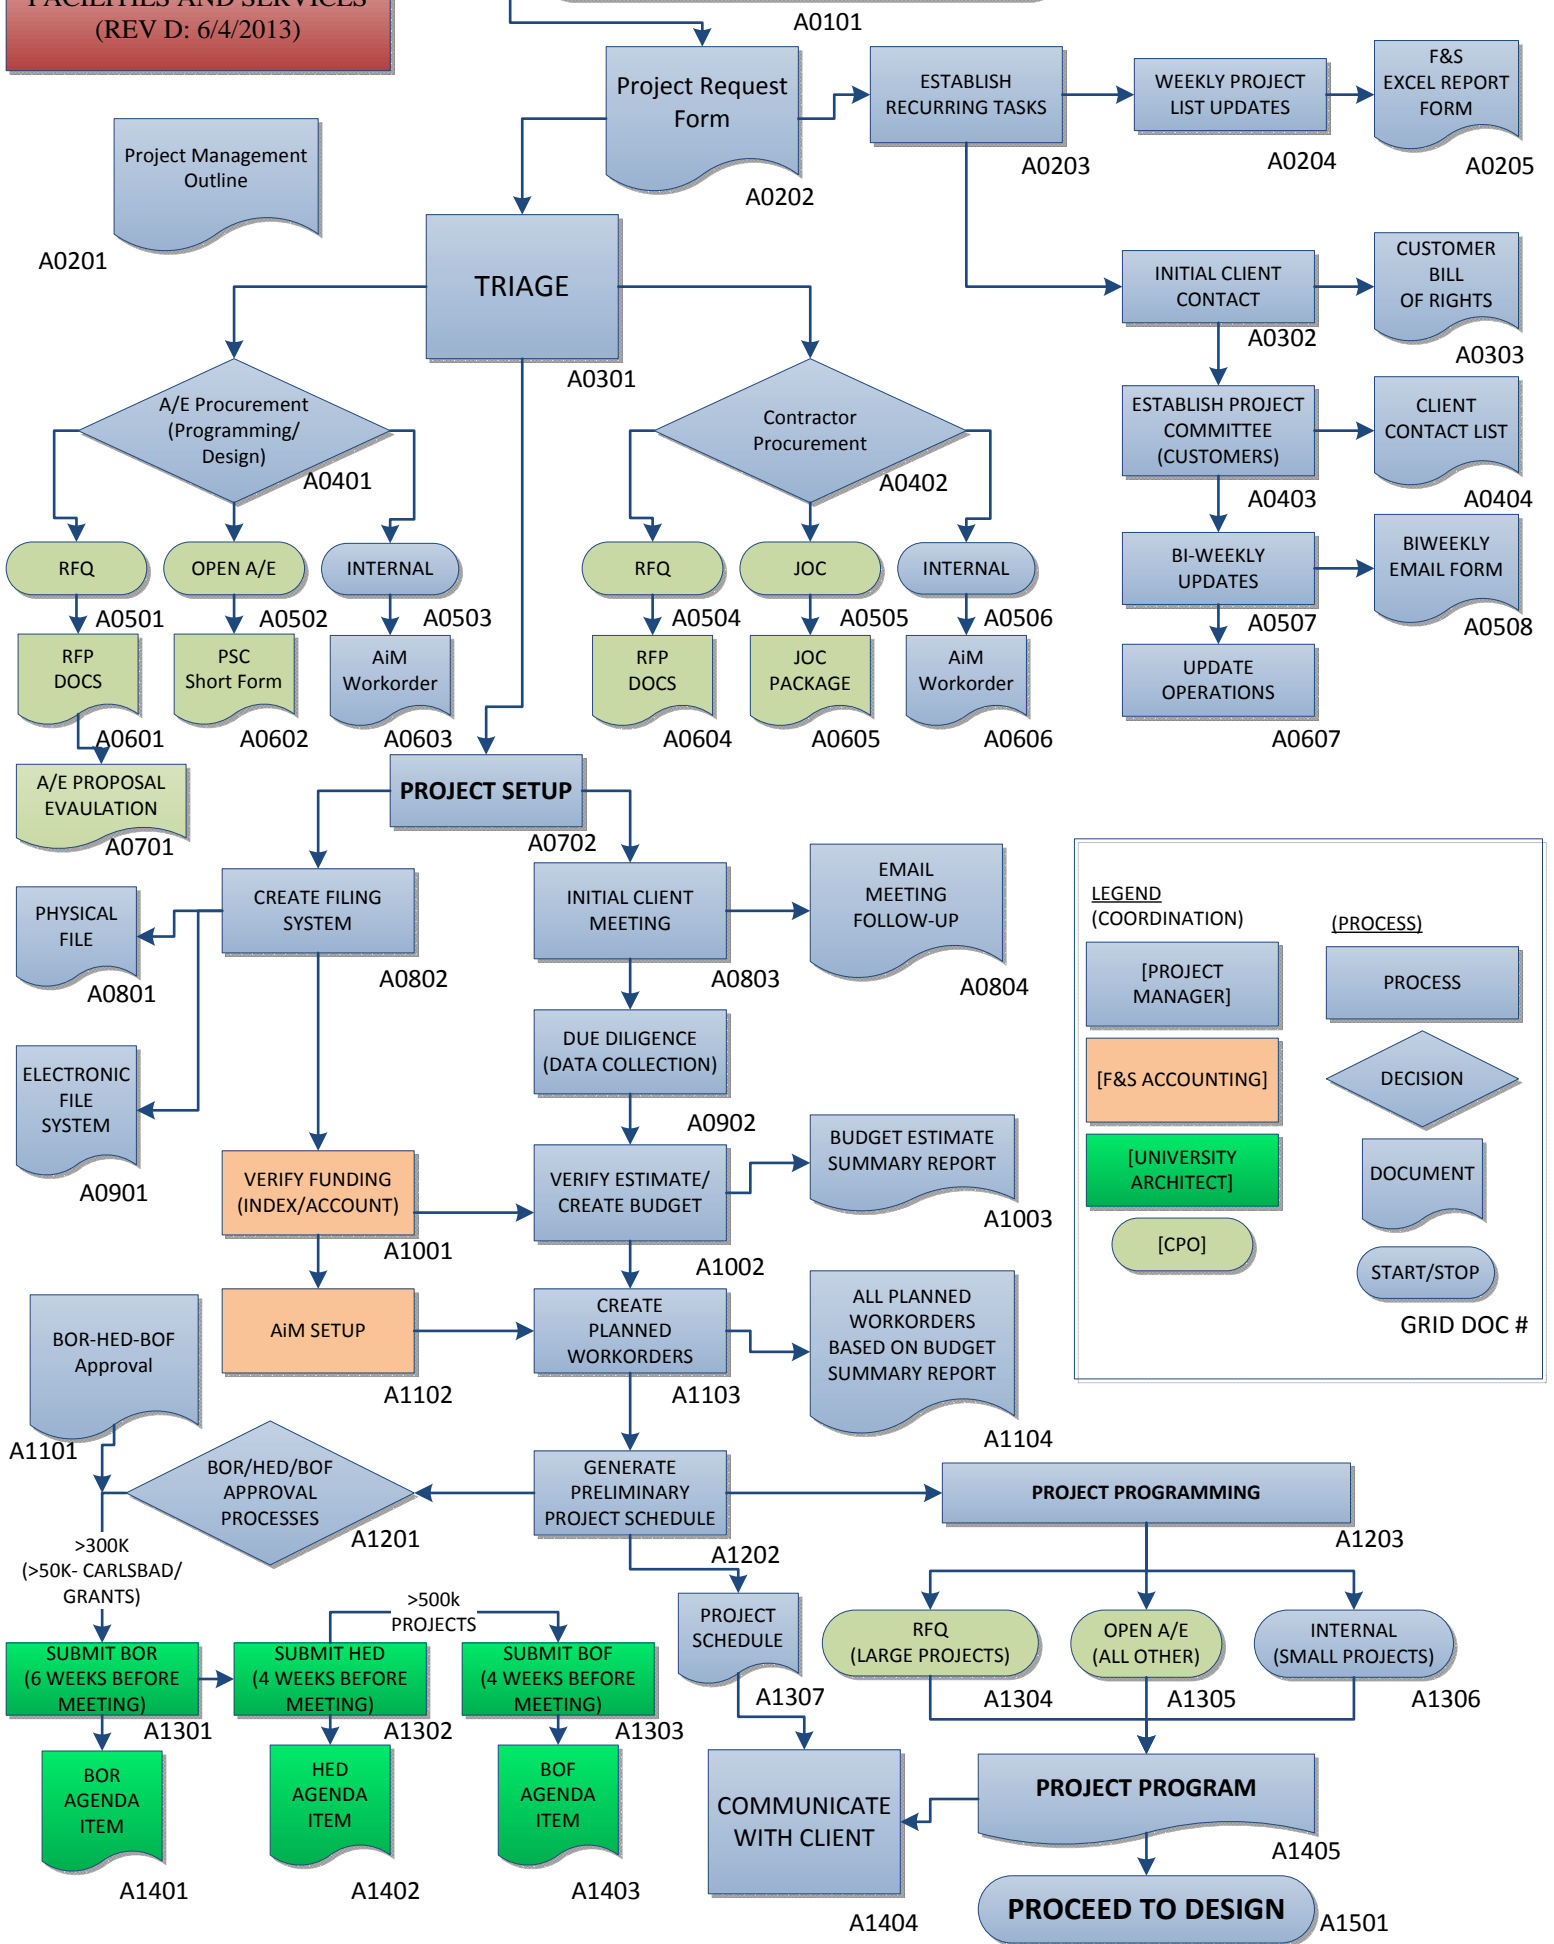 FACILITIES AND SERVICES
(REV D: 6/4/2013)
A0101
Project Request
Form
A0202
ESTABLISH
RECURRING TASKS
A0203
WEEKLY PROJECT
LIST UPDATES
A0204
F&S
EXCEL REPORT
FORM
A0205
Project Management
Outline
A0201
TRIAGE
A0301
INITIAL CLIENT
CONTACT
A0302
CUSTOMER
BILL
OF RIGHTS
A0303
A/E Procurement
(Programming/
Design)
A0401
Contractor
Procurement
A0402
ESTABLISH PROJECT
COMMITTEE
(CUSTOMERS)
A0403
CLIENT
CONTACT LIST
A0404
RFQ
A0501
OPEN A/E
A0502
INTERNAL
A0503
RFQ
A0504
JOC
A0505
INTERNAL
A0506
BI-WEEKLY
UPDATES
A0507
BIWEEKLY
EMAIL FORM
A0508
RFP
DOCS
A0601
PSC
Short Form
A0602
AiM
Workorder
A0603
RFP
DOCS
A0604
JOC
PACKAGE
A0605
AiM
Workorder
A0606
UPDATE
OPERATIONS
A0607
A/E PROPOSAL
EVAULATION
A0701
PROJECT SETUP
A0702
PHYSICAL
FILE
A0801
CREATE FILING
SYSTEM
A0802
INITIAL CLIENT
MEETING
A0803
EMAIL
MEETING
FOLLOW-UP
A0804
ELECTRONIC
FILE
SYSTEM
A0901
DUE DILIGENCE
(DATA COLLECTION)
A0902
VERIFY FUNDING
(INDEX/ACCOUNT)
A1001
VERIFY ESTIMATE/
CREATE BUDGET
A1002
BUDGET ESTIMATE
SUMMARY REPORT
A1003
LEGEND
(COORDINATION)
(PROCESS)
[PROJECT
MANAGER]
PROCESS
[F&S ACCOUNTING]
DECISION
[UNIVERSITY
ARCHITECT]
DOCUMENT
[CPO]
START/STOP
GRID DOC #
BOR-HED-BOF
Approval
A1101
AiM SETUP
A1102
CREATE
PLANNED
WORKORDERS
A1103
ALL PLANNED
WORKORDERS
BASED ON BUDGET
SUMMARY REPORT
A1104
BOR/HED/BOF
APPROVAL
PROCESSES
A1201
GENERATE
PRELIMINARY
PROJECT SCHEDULE
A1202
PROJECT PROGRAMMING
A1203
>300K
(>50K- CARLSBAD/
GRANTS)
>500k
PROJECTS
SUBMIT BOR
(6 WEEKS BEFORE
MEETING)
A1301
SUBMIT HED
(4 WEEKS BEFORE
MEETING)
A1302
SUBMIT BOF
(4 WEEKS BEFORE
MEETING)
A1303
PROJECT
SCHEDULE
A1307
RFQ
(LARGE PROJECTS)
A1304
OPEN A/E
(ALL OTHER)
A1305
INTERNAL
(SMALL PROJECTS)
A1306
BOR
AGENDA
ITEM
A1401
HED
AGENDA
ITEM
A1402
BOF
AGENDA
ITEM
A1403
COMMUNICATE
WITH CLIENT
A1404
PROJECT PROGRAM
A1405
PROCEED TO DESIGN
A1501